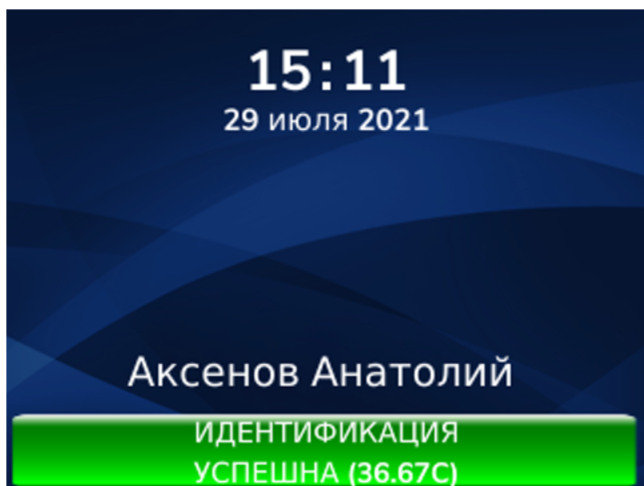 15:11
29 июля 2021
Аксенов Анатолий
ИДЕНТИФИКАЦИЯ
УСПЕШНА (36.67C)